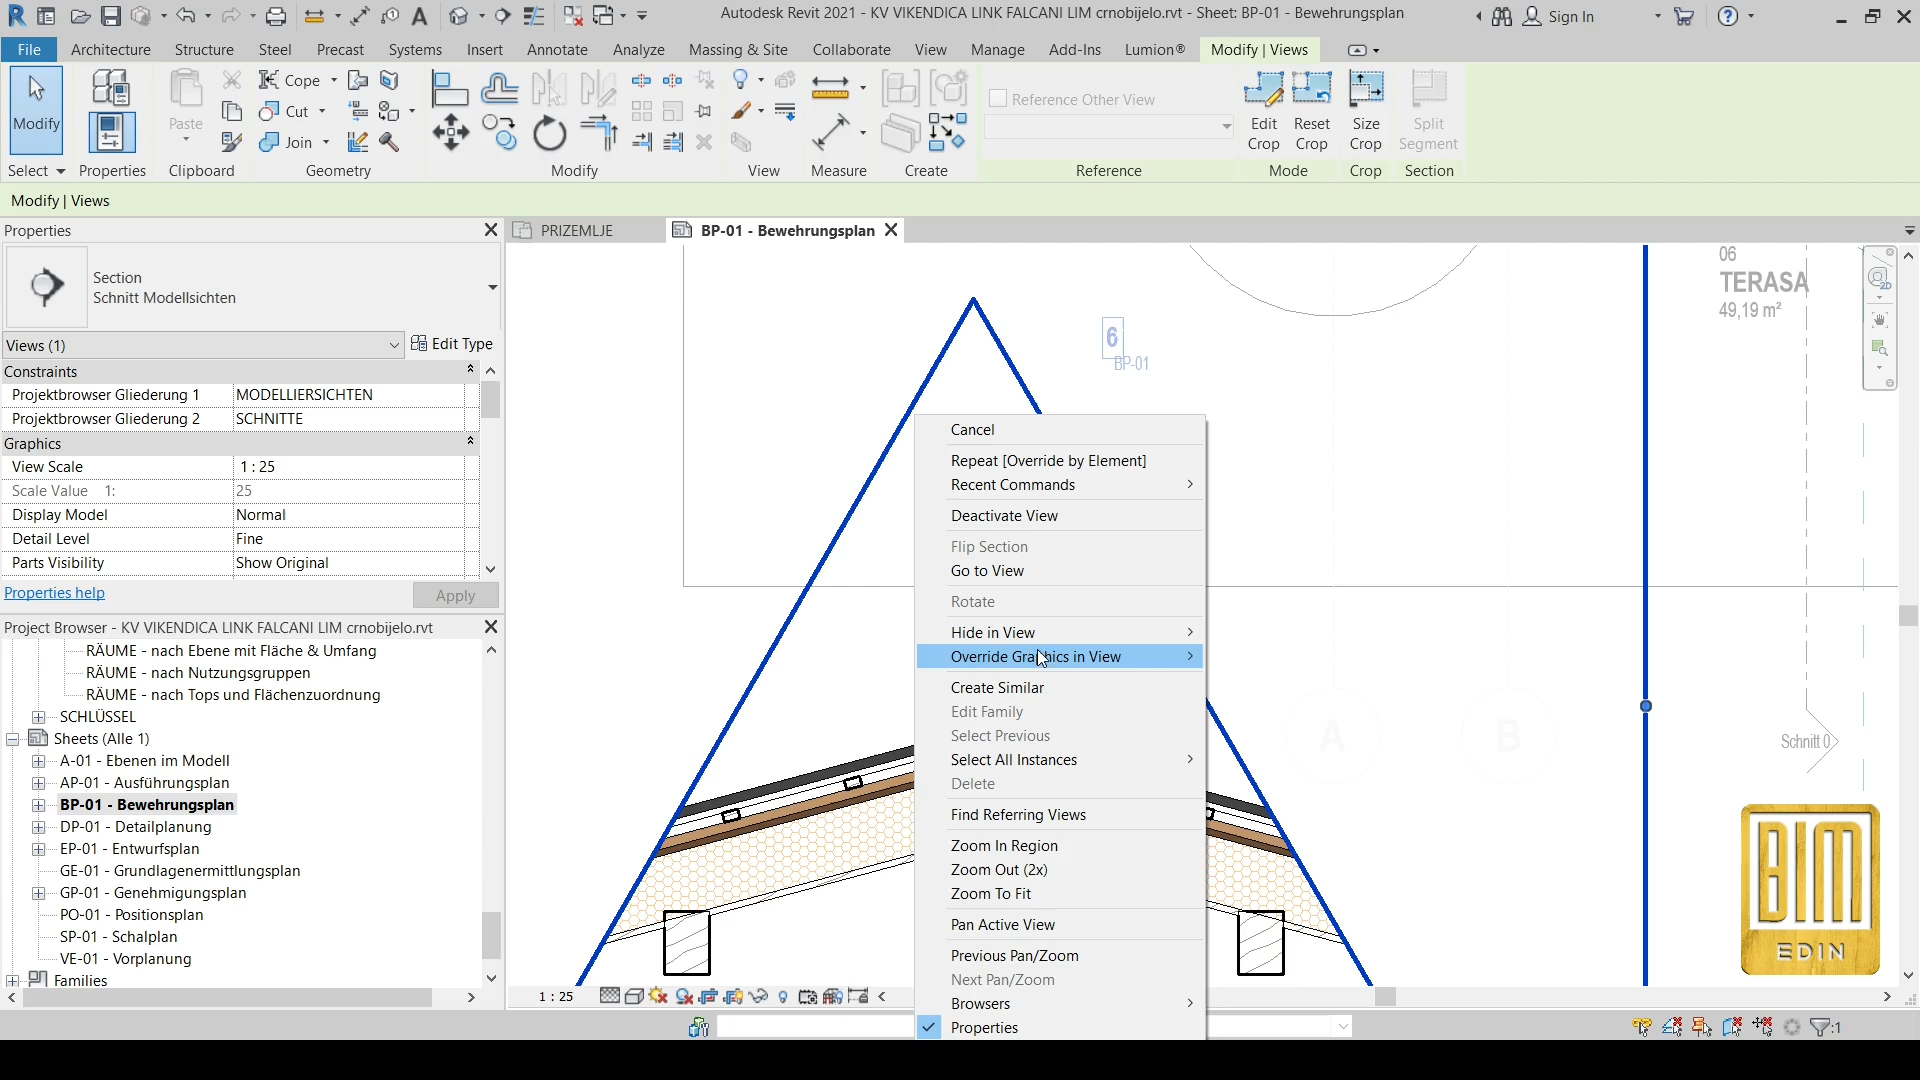 Autodesk Revit 2021 - KV VIKENDICA LINK FALCANI LIM crnobijelo.rvt - Sheet: BP-01 - Bewehrungsplan
Sign In
File Architecture Structure Steel Precast Systems Insert Annotate Analyze Massing & Site Collaborate View Manage Add-Ins Lumion® Modify | Views
Modify
Paste
Cope
Cut
Join
Reference Other View
Edit Crop
Reset Crop
Size Crop
Split Segment
Select Properties Clipboard Geometry Modify View Measure Create Reference Mode Crop Section
Modify | Views
Properties
PRIZEMLJE
BP-01 - Bewehrungsplan
Section
Schnitt Modellsichten
Views (1)
Edit Type
Constraints
Projektbrowser Gliederung 1 MODELLIERSICHTEN
Projektbrowser Gliederung 2 SCHNITTE
Graphics
View Scale 1 : 25
Scale Value 1: 25
Display Model Normal
Detail Level Fine
Parts Visibility Show Original
Properties help
Apply
Project Browser - KV VIKENDICA LINK FALCANI LIM crnobijelo.rvt
RÄUME - nach Ebene mit Fläche & Umfang
RÄUME - nach Nutzungsgruppen
RÄUME - nach Tops und Flächenzuordnung
SCHLÜSSEL
Sheets (Alle 1)
A-01 - Ebenen im Modell
AP-01 - Ausführungsplan
BP-01 - Bewehrungsplan
DP-01 - Detailplanung
EP-01 - Entwurfsplan
GE-01 - Grundlagenermittlungsplan
GP-01 - Genehmigungsplan
PO-01 - Positionsplan
SP-01 - Schalplan
VE-01 - Vorplanung
Families
6
BP-01
06
TERASA
49,19 m²
2D
A
B
Schnitt 0
Cancel
Repeat [Override by Element]
Recent Commands
Deactivate View
Flip Section
Go to View
Rotate
Hide in View
Override Graphics in View
Create Similar
Edit Family
Select Previous
Select All Instances
Delete
Find Referring Views
Zoom In Region
Zoom Out (2x)
Zoom To Fit
Pan Active View
Previous Pan/Zoom
Next Pan/Zoom
Browsers
Properties
BIM
EDIN
1 : 25
:1